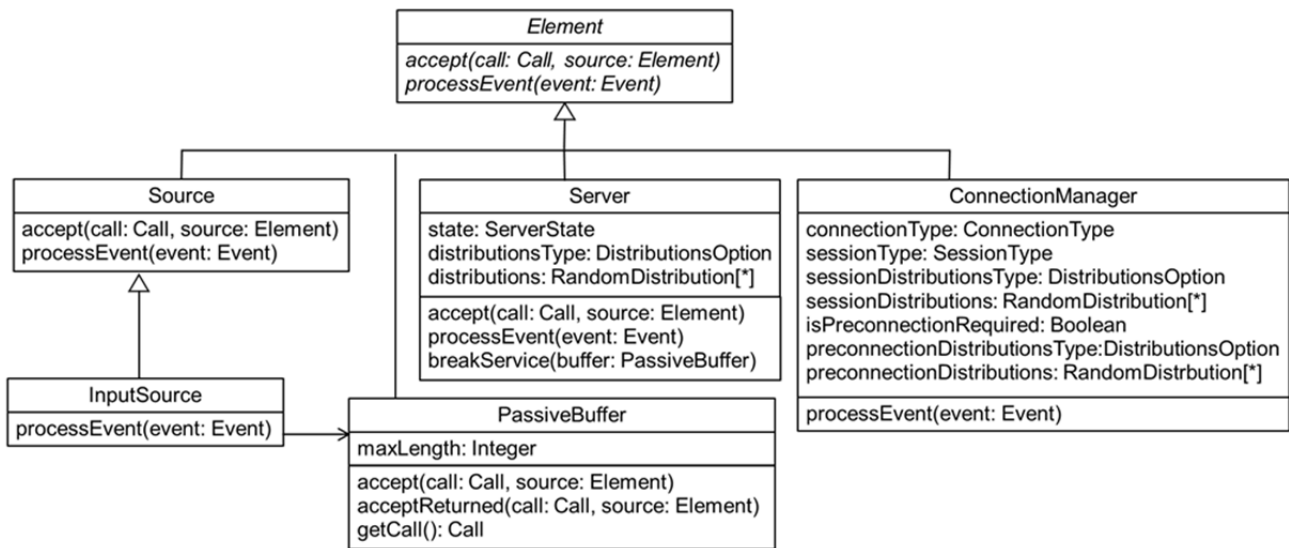 Element
accept(call: Call, source: Element)
processEvent(event: Event)
Source
accept(call: Call, source: Element)
processEvent(event: Event)
Server
state: ServerState
distributionsType: DistributionsOption
distributions: RandomDistribution[*]
accept(call: Call, source: Element)
processEvent(event: Event)
breakService(buffer: PassiveBuffer)
ConnectionManager
connectionType: ConnectionType
sessionType: SessionType
sessionDistributionsType: DistributionsOption
sessionDistributions: RandomDistribution[*]
isPreconnectionRequired: Boolean
preconnectionDistributionsType:DistributionsOption
preconnectionDistributions: RandomDistrbution[*]
processEvent(event: Event)
InputSource
processEvent(event: Event)
PassiveBuffer
maxLength: Integer
accept(call: Call, source: Element)
acceptReturned(call: Call, source: Element)
getCall(): Call